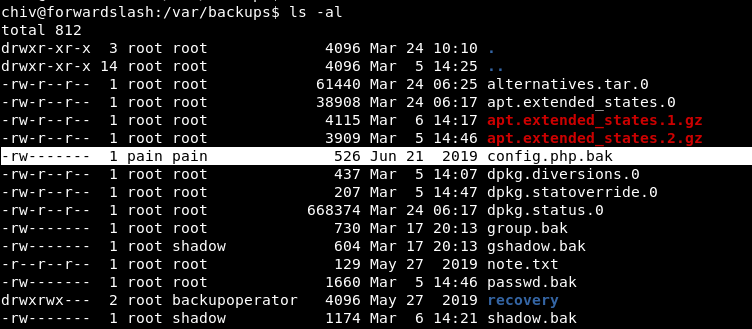 chiv@forwardslash:/var/backups$ ls -al
total 812
drwxr-xr-x  3 root root            4096 Mar 24 10:10 .
drwxr-xr-x 14 root root            4096 Mar  5 14:25 ..
-rw-r--r--  1 root root           61440 Mar 24 06:25 alternatives.tar.0
-rw-r--r--  1 root root           38908 Mar 24 06:17 apt.extended_states.0
-rw-r--r--  1 root root            4115 Mar  6 14:17 apt.extended_states.1.gz
-rw-r--r--  1 root root            3909 Mar  5 14:46 apt.extended_states.2.gz
-rw-------  1 pain pain             526 Jun 21  2019 config.php.bak
-rw-r--r--  1 root root             437 Mar  5 14:07 dpkg.diversions.0
-rw-r--r--  1 root root             207 Mar  5 14:47 dpkg.statoverride.0
-rw-r--r--  1 root root          668374 Mar 24 06:17 dpkg.status.0
-rw-------  1 root root             730 Mar 17 20:13 group.bak
-rw-------  1 root shadow           604 Mar 17 20:13 gshadow.bak
-r--r--r--  1 root root             129 May 27  2019 note.txt
-rw-------  1 root root            1660 Mar  5 14:46 passwd.bak
drwxrwx---  2 root backupoperator   4096 May 27  2019 recovery
-rw-------  1 root shadow          1174 Mar  6 14:21 shadow.bak